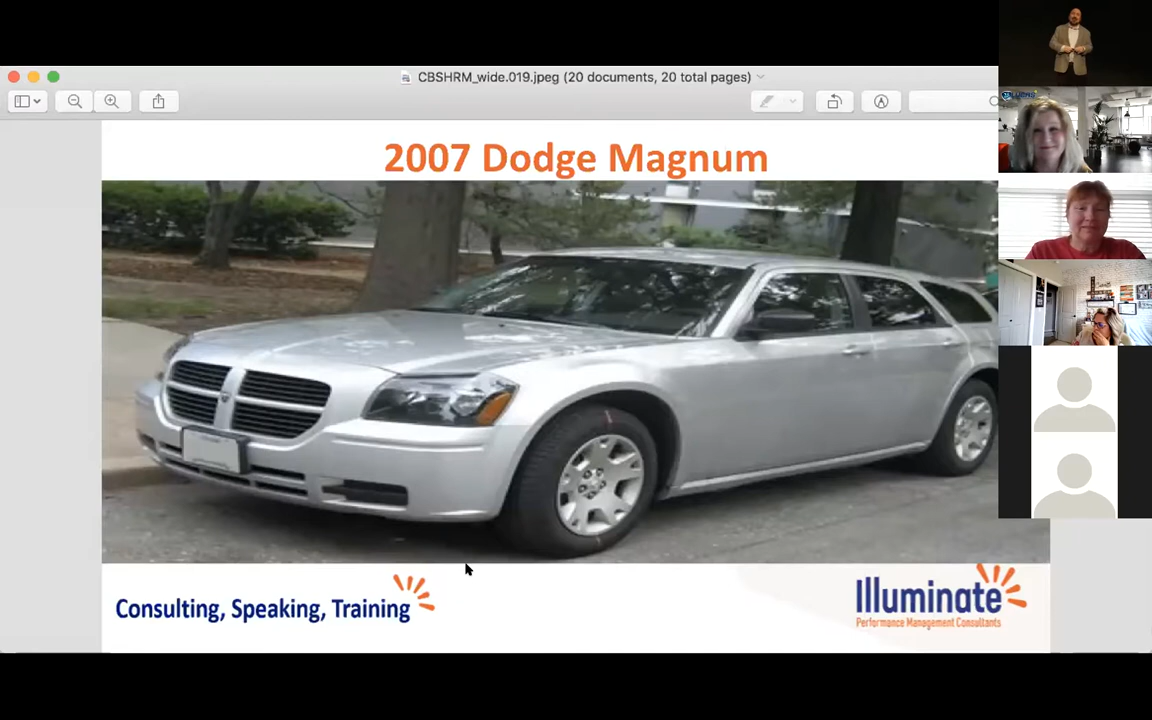 CBSHRM_wide.019.jpeg (20 documents, 20 total pages)
2007 Dodge Magnum
Consulting, Speaking, Training
Illuminate
Performance Management Consultants